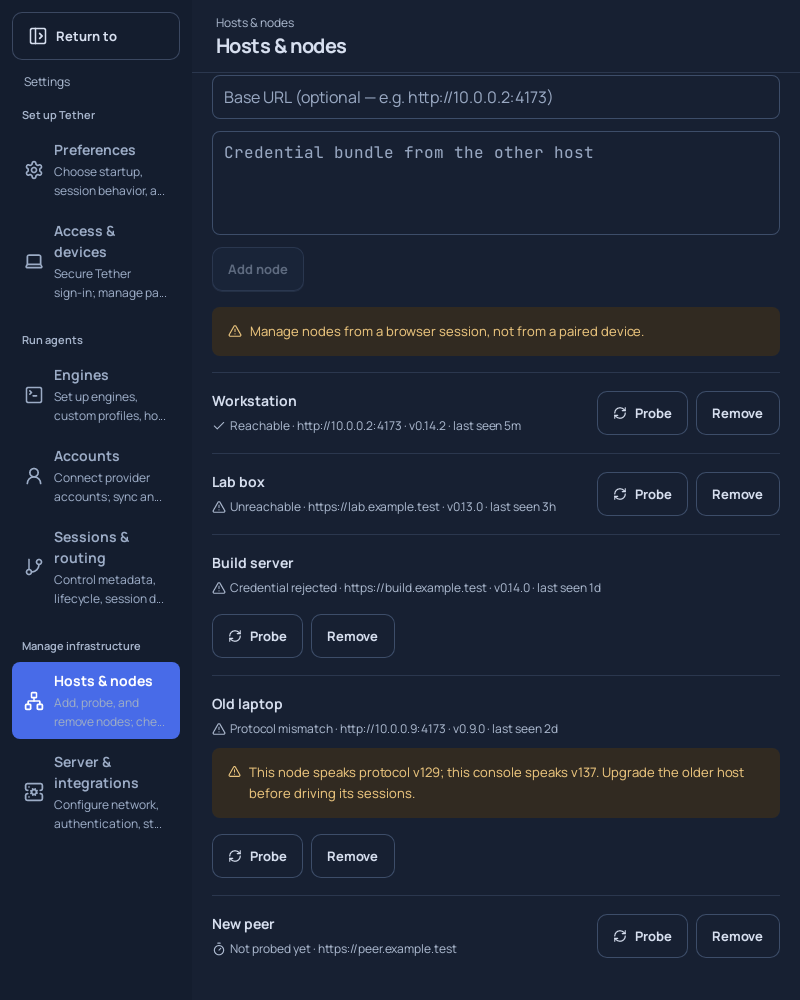 Return to
Settings
Set up Tether
Preferences
Choose startup,
session behavior, a...
Access &
devices
Secure Tether
sign-in; manage pa...
Run agents
Engines
Set up engines,
custom profiles, ho...
Accounts
Connect provider
accounts; sync an...
Sessions &
routing
Control metadata,
lifecycle, session d...
Manage infrastructure
Hosts & nodes
Add, probe, and
remove nodes; che...
Server &
integrations
Configure network,
authentication, st...
Hosts & nodes
Hosts & nodes
Base URL (optional — e.g. http://10.0.0.2:4173)
Credential bundle from the other host
Add node
Manage nodes from a browser session, not from a paired device.
Workstation
Reachable · http://10.0.0.2:4173 · v0.14.2 · last seen 5m
Probe
Remove
Lab box
Unreachable · https://lab.example.test · v0.13.0 · last seen 3h
Probe
Remove
Build server
Credential rejected · https://build.example.test · v0.14.0 · last seen 1d
Probe
Remove
Old laptop
Protocol mismatch · http://10.0.0.9:4173 · v0.9.0 · last seen 2d
This node speaks protocol v129; this console speaks v137. Upgrade the older host
before driving its sessions.
Probe
Remove
New peer
Not probed yet · https://peer.example.test
Probe
Remove